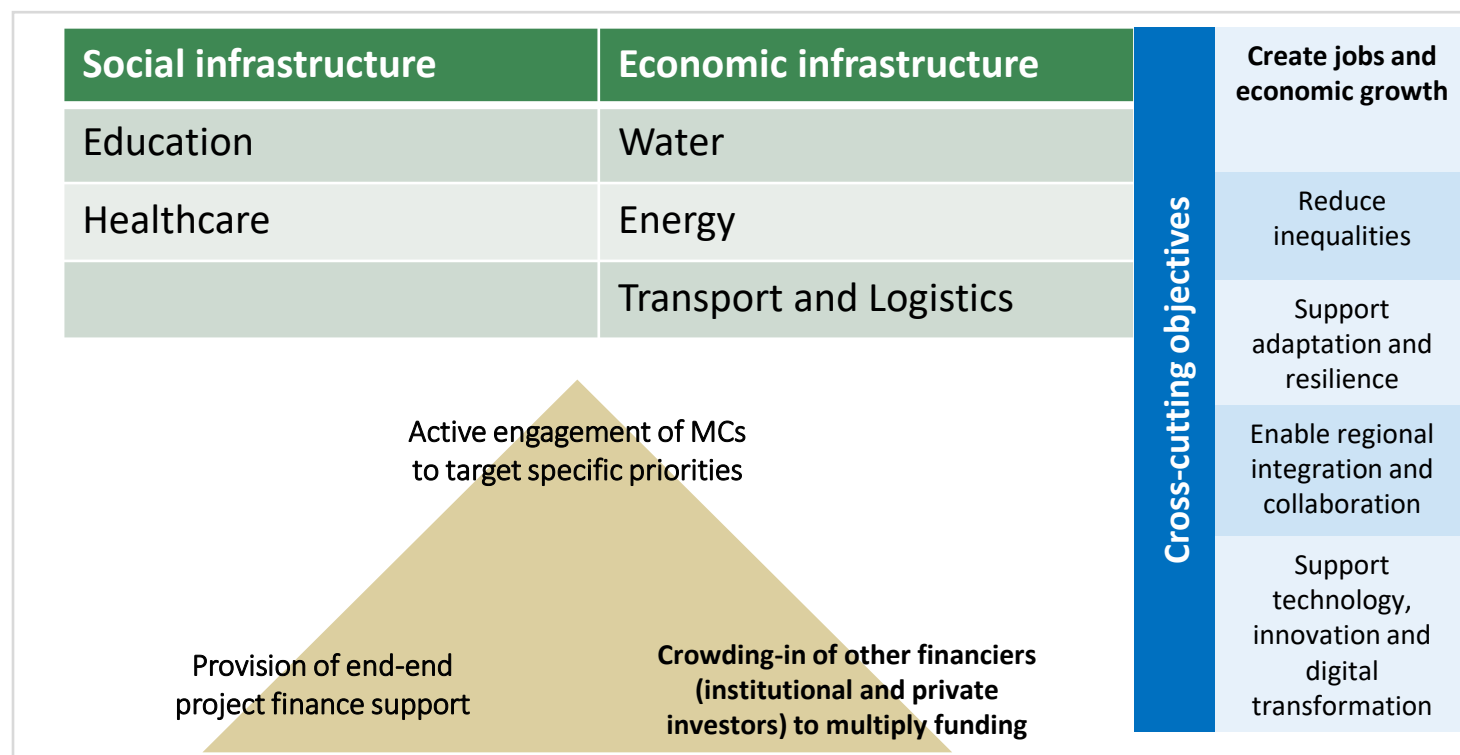 Social infrastructure
Economic infrastructure
Education
Water
Healthcare
Energy
Transport and Logistics
Active engagement of MCs
to target specific priorities
Provision of end-end
project finance support
Crowding-in of other financiers
(institutional and private
investors) to multiply funding
Cross-cutting objectives
Create jobs and
economic growth
Reduce
inequalities
Support
adaptation and
resilience
Enable regional
integration and
collaboration
Support
technology,
innovation and
digital
transformation